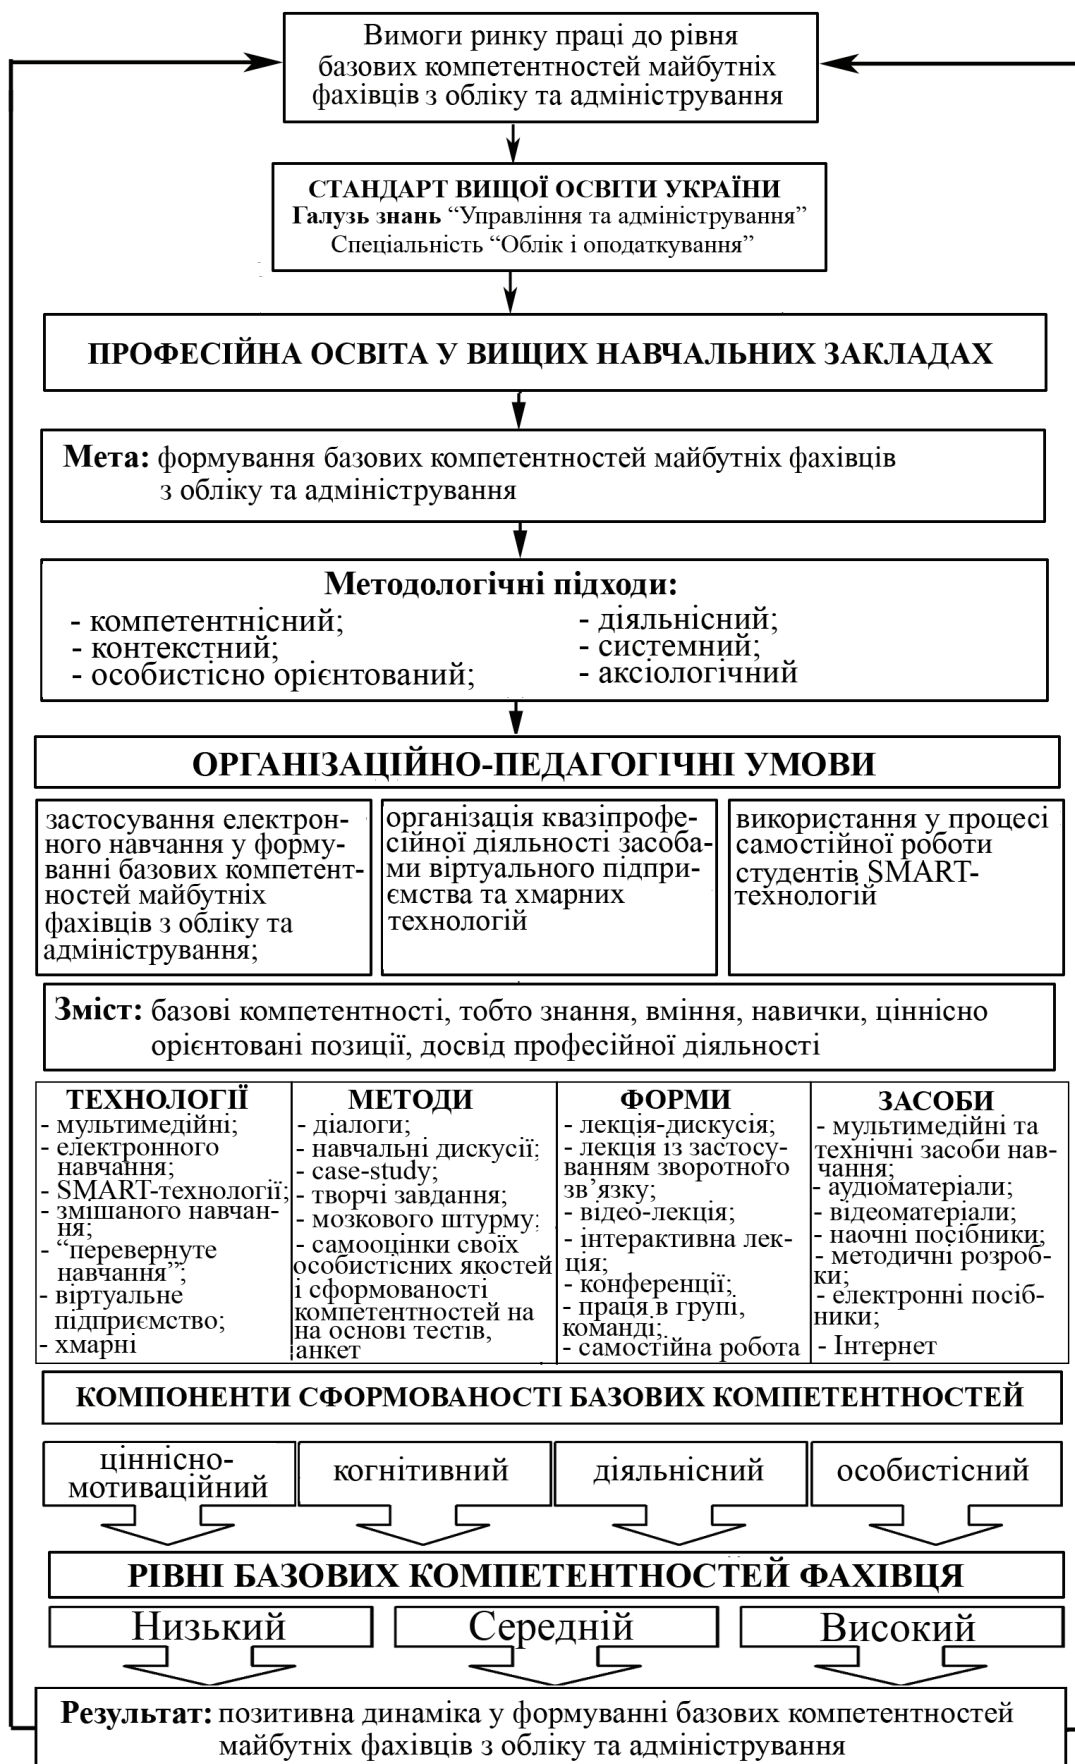 Вимоги ринку праці до рівня
базових компетентностей майбутніх
фахівців з обліку та адміністрування
СТАНДАРТ ВИЩОЇ ОСВІТИ УКРАЇНИ
Галузь знань “Управління та адміністрування”
Спеціальність “Облік і оподаткування”
ПРОФЕСІЙНА ОСВІТА У ВИЩИХ НАВЧАЛЬНИХ ЗАКЛАДАХ
Мета: формування базових компетентностей майбутніх фахівців
з обліку та адміністрування
Методологічні підходи:
- компетентнісний;
- контекстний;
- особистісно орієнтований;
- діяльнісний;
- системний;
- аксіологічний
ОРГАНІЗАЦІЙНО-ПЕДАГОГІЧНІ УМОВИ
застосування електрон-
ного навчання у форму-
ванні базових компетент-
ностей майбутніх
фахівців з обліку та
адміністрування;
організація квазіпрофе-
сійної діяльності засоба-
ми віртуального підпри-
ємства та хмарних
технологій
використання у процесі
самостійної роботи
студентів SMART-
технологій
Зміст: базові компетентності, тобто знання, вміння, навички, ціннісно
орієнтовані позиції, досвід професійної діяльності
ТЕХНОЛОГІЇ
- мультимедійні;
- електронного
навчання;
- SMART-технології;
- змішаного навчан-
ня;
- “перевернуте
навчання”;
- віртуальне
підприємство;
- хмарні
МЕТОДИ
- діалоги;
- навчальні дискусії;
- case-study;
- творчі завдання;
- мозкового штурму;
- самооцінки своїх
особистісних якостей
і сформованості
компетентностей на
на основі тестів,
анкет
ФОРМИ
- лекція-дискусія;
- лекція із застосу-
ванням зворотного
зв’язку;
- відео-лекція;
- інтерактивна лек-
ція;
- конференції;
- праця в групі,
команді;
- самостійна робота
ЗАСОБИ
- мультимедійні та
технічні засоби нав-
чання;
- аудіоматеріали;
- відеоматеріали;
- наочні посібники;
- методичні розроб-
ки;
- електронні посіб-
ники;
- Інтернет
КОМПОНЕНТИ СФОРМОВАНОСТІ БАЗОВИХ КОМПЕТЕНТНОСТЕЙ
ціннісно-
мотиваційний
когнитивний
діяльнісний
особистісний
РІВНІ БАЗОВИХ КОМПЕТЕНТНОСТЕЙ ФАХІВЦЯ
Низький
Середній
Високий
Результат: позитивна динаміка у формуванні базових компетентностей
майбутніх фахівців з обліку та адміністрування